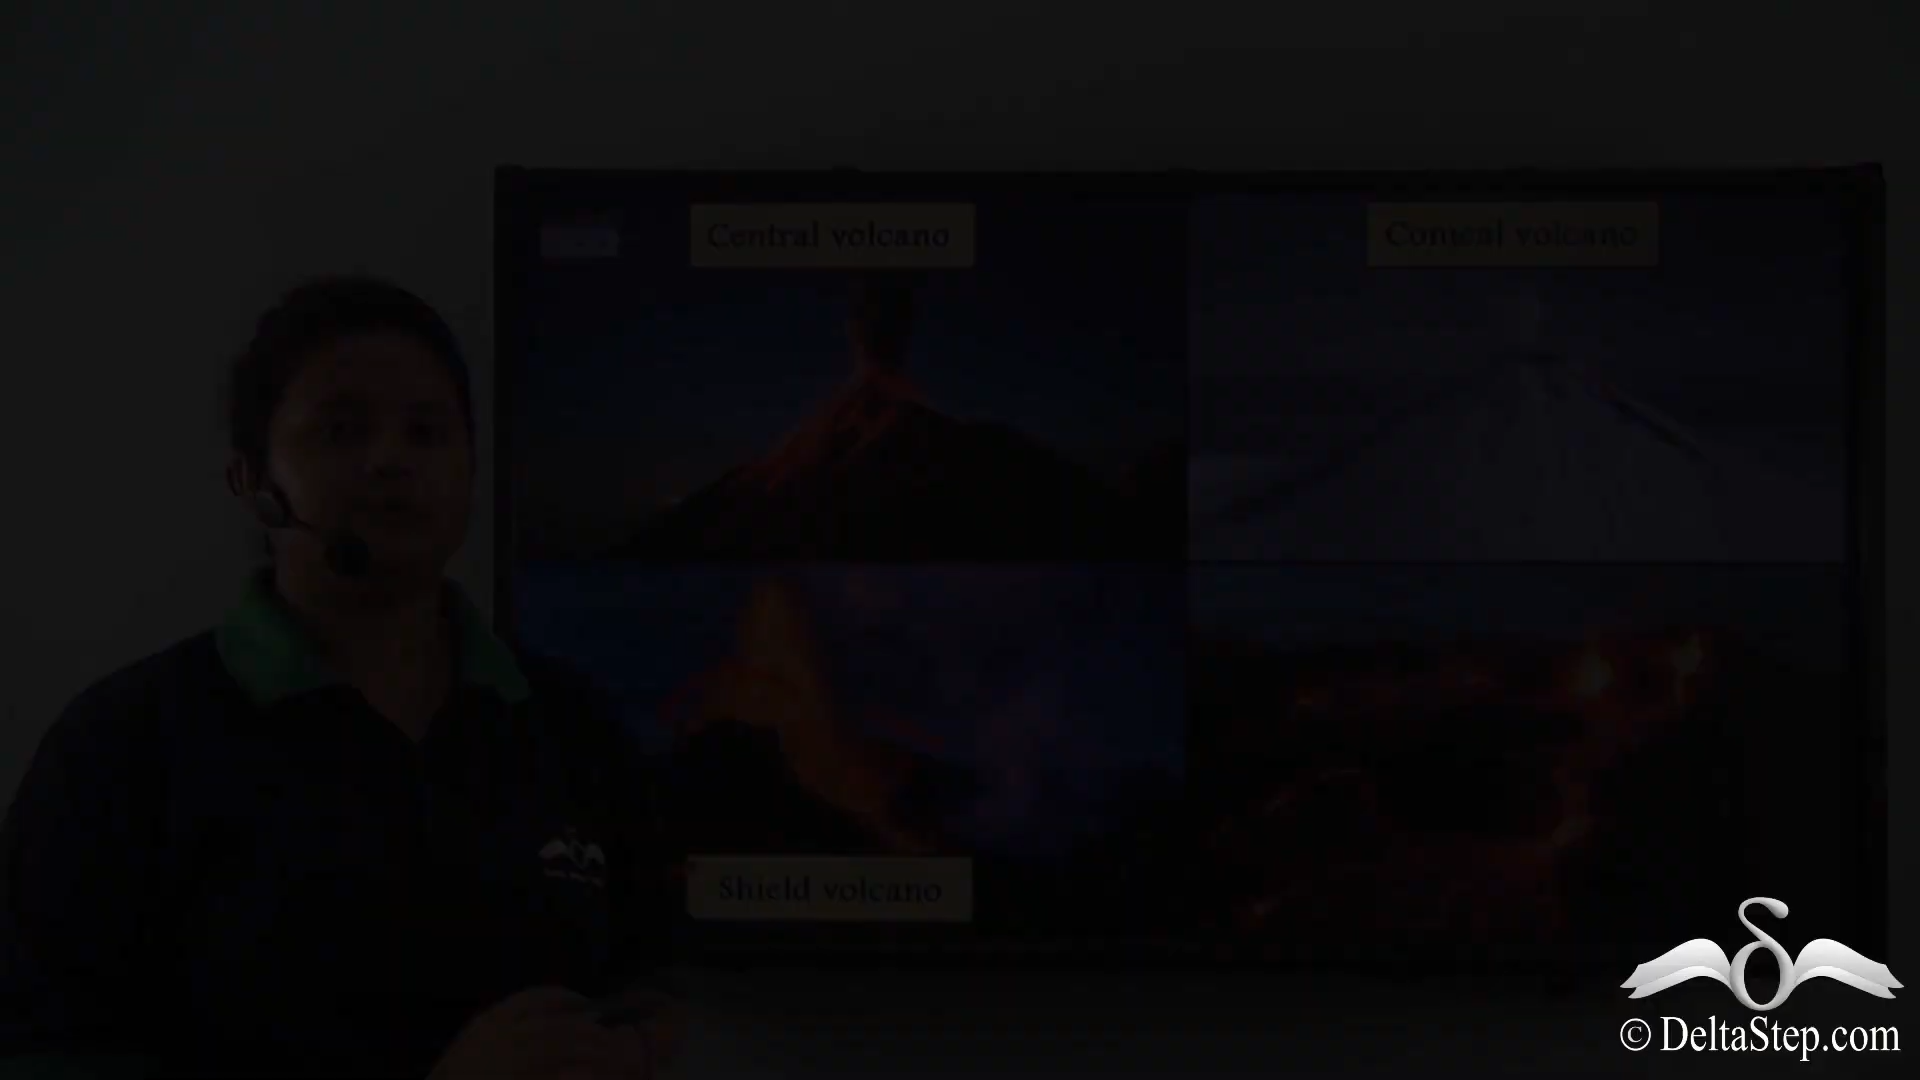 Central volcano
Conical volcano
Shield volcano
© DeltaStep.com